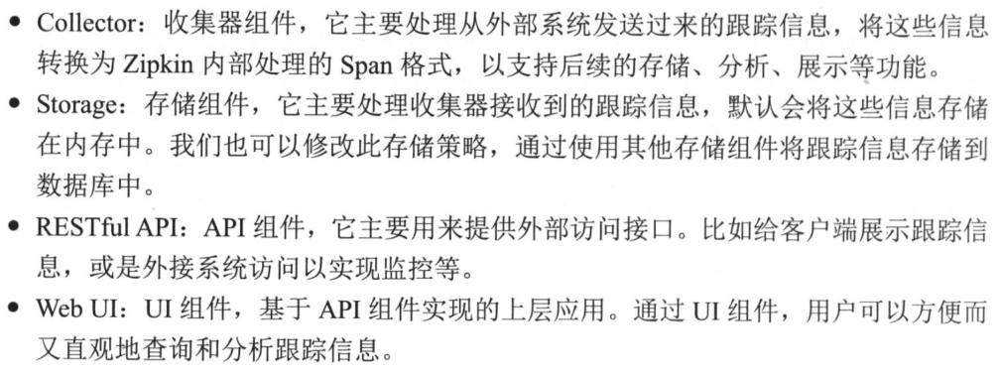 • Collector：收集器组件，它主要处理从外部系统发送过来的跟踪信息，将这些信息
转换为 Zipkin 内部处理的 Span 格式，以支持后续的存储、分析、展示等功能。
• Storage：存储组件，它主要处理收集器接收到的跟踪信息，默认会将这些信息存储
在内存中。我们也可以修改此存储策略，通过使用其他存储组件将跟踪信息存储到
数据库中。
• RESTful API：API 组件，它主要用来提供外部访问接口。比如给客户端展示跟踪信
息，或是外接系统访问以实现监控等。
• Web UI：UI 组件，基于 API 组件实现的上层应用。通过 UI 组件，用户可以方便而
又直观地查询和分析跟踪信息。